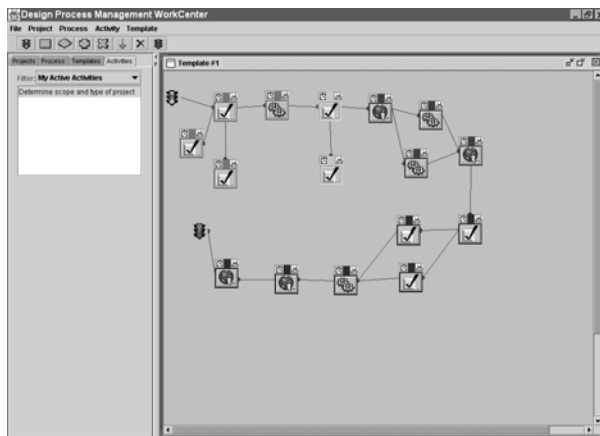 Design Process Management WorkCenter
File Project Process Activity Template
Projects Process Templates Activities
Template #1
Filter: My Active Activities
Determine scope and type of project